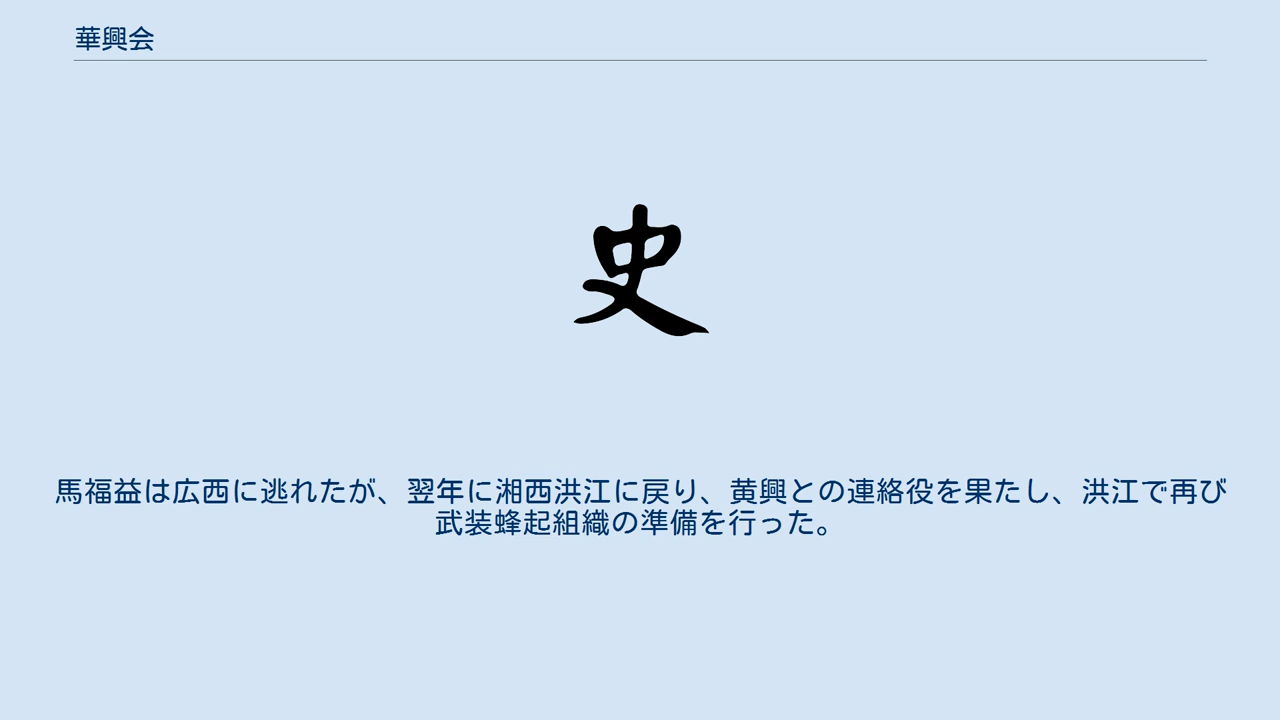 華興会
史
馬福益は広西に逃れたが、翌年に湘西洪江に戻り、黄興との連絡役を果たし、洪江で再び
武装蜂起組織の準備を行った。